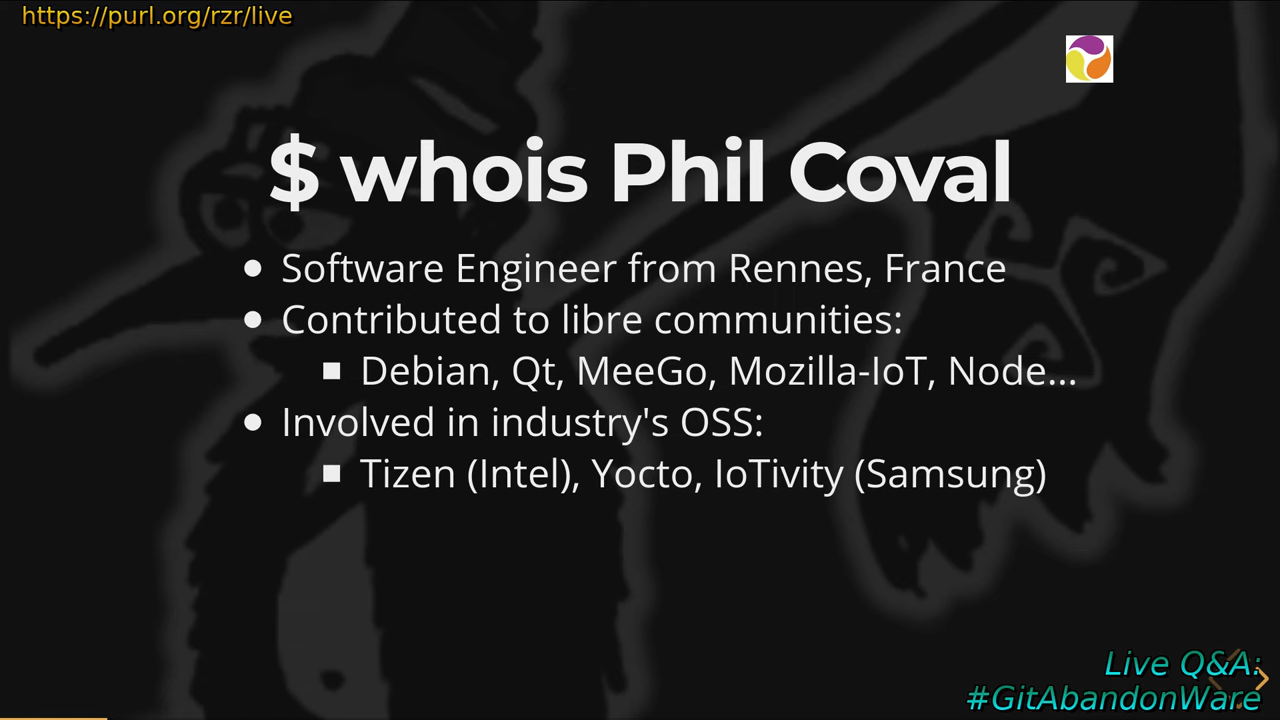 https://purl.org/rzr/live
$ whois Phil Coval
Software Engineer from Rennes, France
Contributed to libre communities:
Debian, Qt, MeeGo, Mozilla-IoT, Node...
Involved in industry's OSS:
Tizen (Intel), Yocto, IoTivity (Samsung)
Live Q&A:
#GitAbandonWare